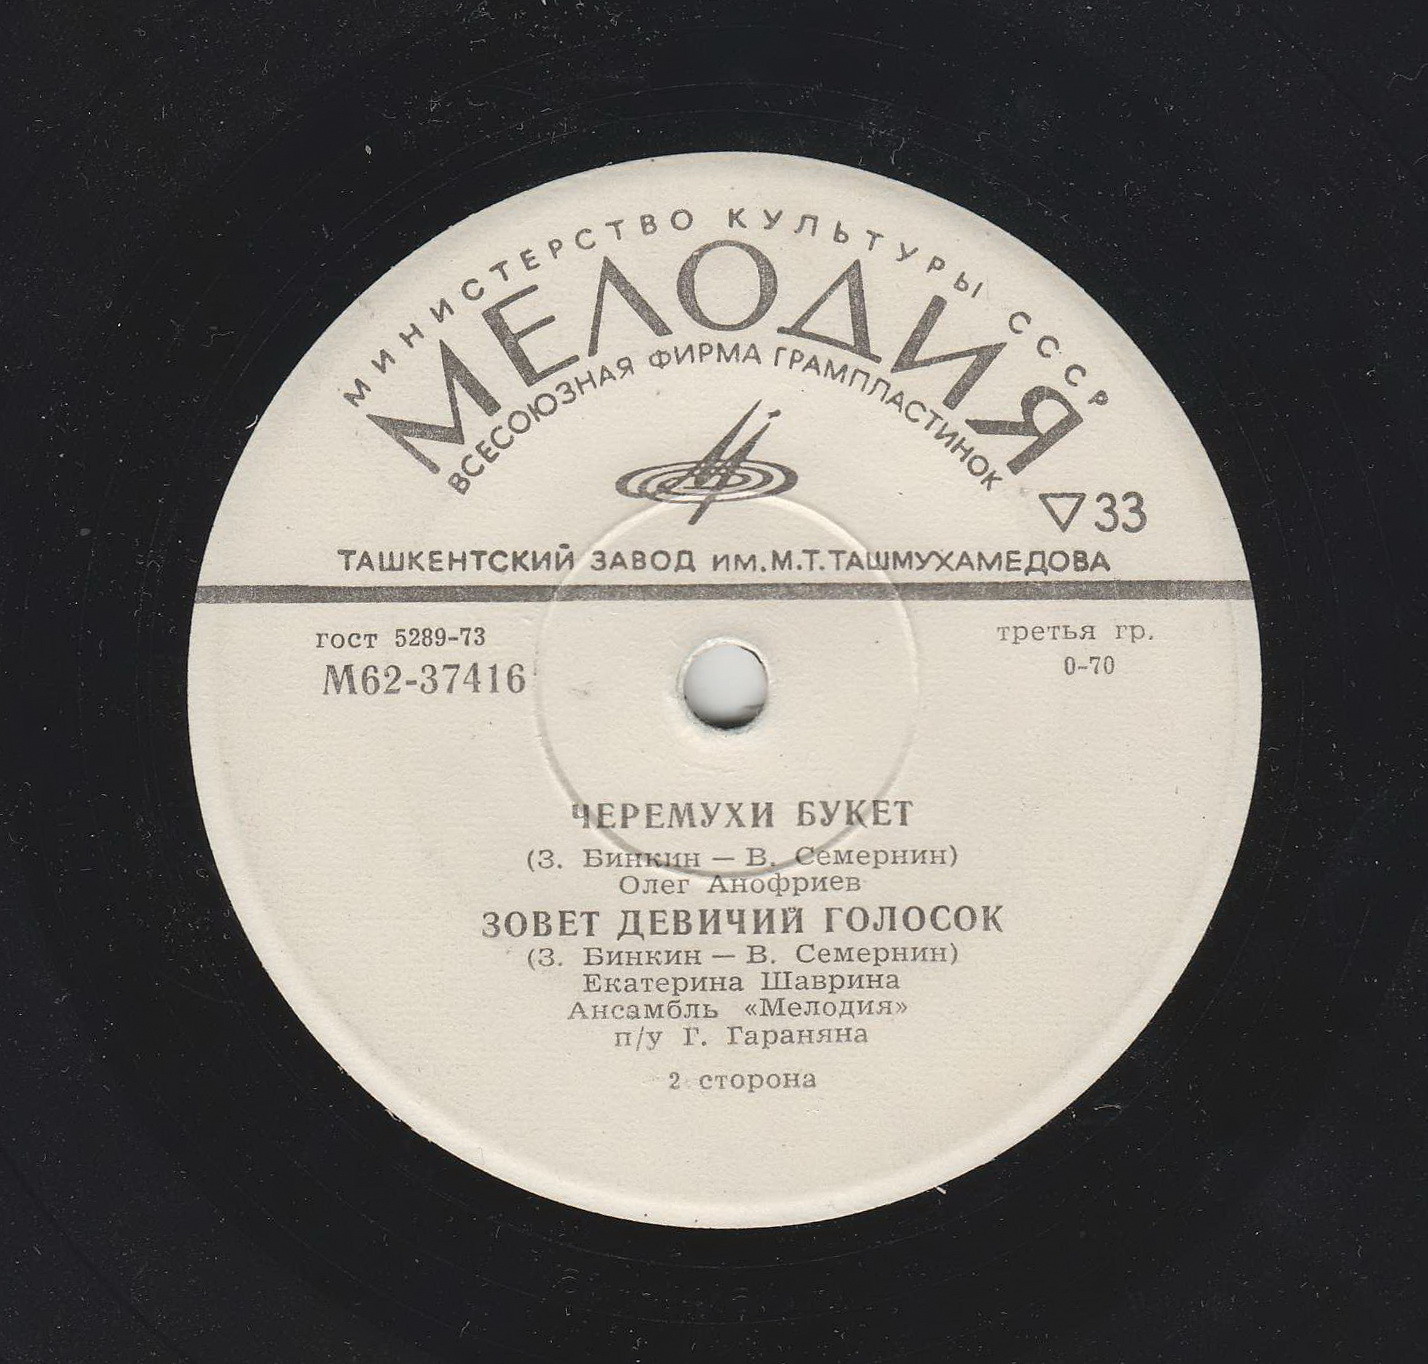 МИНИСТЕРСТВО КУЛЬТУРЫ СССР
МЕЛОДИЯ
ВСЕСОЮЗНАЯ ФИРМА ГРАМПЛАСТИНОК
33
ТАШКЕНТСКИЙ ЗАВОД ИМ. М.Т. ТАШМУХАМЕДОВА
гост 5289-73
М62-37416
третья гр.
0-70
ЧЕРЕМУХИ БУКЕТ
(З. Бинкин — В. Семернин)
Олег Анофриев
ЗОВЕТ ДЕВИЧИЙ ГОЛОСОК
(З. Бинкин — В. Семернин)
Екатерина Шаврина
Ансамбль «Мелодия»
п/у Г. Гараняна
2 сторона